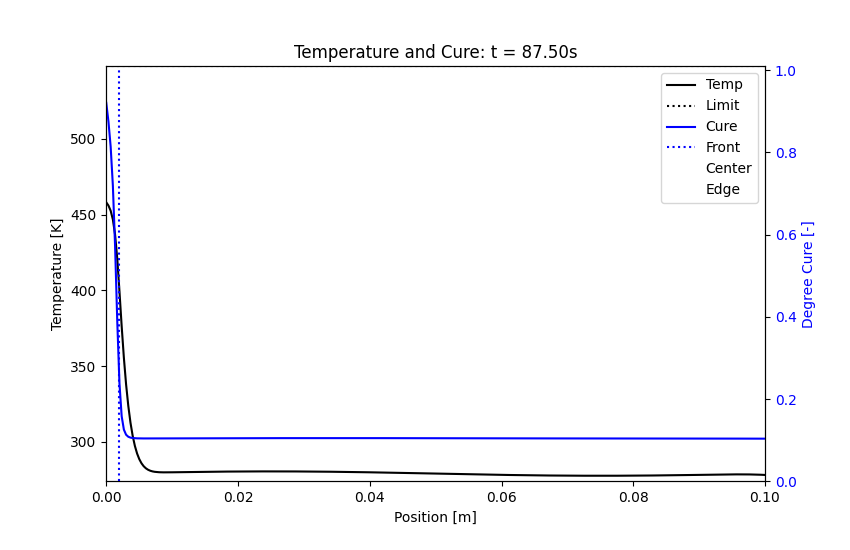 Temperature and Cure: t = 87.50s
Temp
Limit
Cure
Front
Center
Edge
Temperature [K]
500
450
400
350
300
1.0
0.8
0.6
0.4
0.2
0.0
Degree Cure [-]
0.00 0.02 0.04 0.06 0.08 0.10
Position [m]